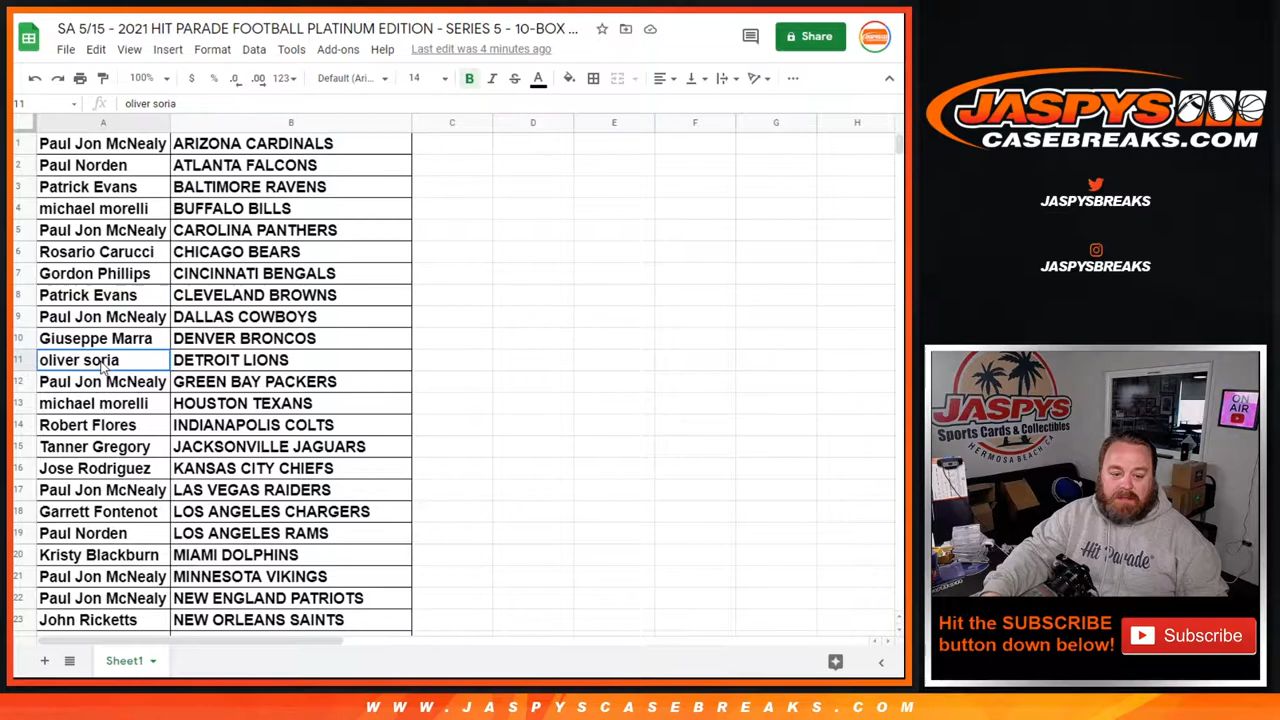 SA 5/15 - 2021 HIT PARADE FOOTBALL PLATINUM EDITION - SERIES 5 - 10-BOX ...
File Edit View Insert Format Data Tools Add-ons Help Last edit was 4 minutes ago
Share
100% $ % .0 .00 123 Default (Ari... 14 B I S A
11 fx oliver soria
A B C D E F G H
1 Paul Jon McNealy ARIZONA CARDINALS
2 Paul Norden ATLANTA FALCONS
3 Patrick Evans BALTIMORE RAVENS
4 michael morelli BUFFALO BILLS
5 Paul Jon McNealy CAROLINA PANTHERS
6 Rosario Carucci CHICAGO BEARS
7 Gordon Phillips CINCINNATI BENGALS
8 Patrick Evans CLEVELAND BROWNS
9 Paul Jon McNealy DALLAS COWBOYS
10 Giuseppe Marra DENVER BRONCOS
11 oliver soria DETROIT LIONS
12 Paul Jon McNealy GREEN BAY PACKERS
13 michael morelli HOUSTON TEXANS
14 Robert Flores INDIANAPOLIS COLTS
15 Tanner Gregory JACKSONVILLE JAGUARS
16 Jose Rodriguez KANSAS CITY CHIEFS
17 Paul Jon McNealy LAS VEGAS RAIDERS
18 Garrett Fontenot LOS ANGELES CHARGERS
19 Paul Norden LOS ANGELES RAMS
20 Kristy Blackburn MIAMI DOLPHINS
21 Paul Jon McNealy MINNESOTA VIKINGS
22 Paul Jon McNealy NEW ENGLAND PATRIOTS
23 John Ricketts NEW ORLEANS SAINTS
Sheet1
JASPYS
CASEBREAKS.COM
JASPYSBREAKS
JASPYSBREAKS
JASPYS
Sports Cards & Collectibles
HERMOSA BEACH, CA
ON AIR
Hit Parade
Hit the SUBSCRIBE
button down below!
Subscribe
WWW.JASPYSCASEBREAKS.COM